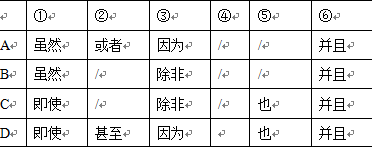 ① ② ③ ④ ⑤ ⑥
A 虽然 或者 因为 / / 并且
B 虽然 / 除非 / / 并且
C 即使 / 除非 / 也 并且
D 即使 甚至 因为 也 并且